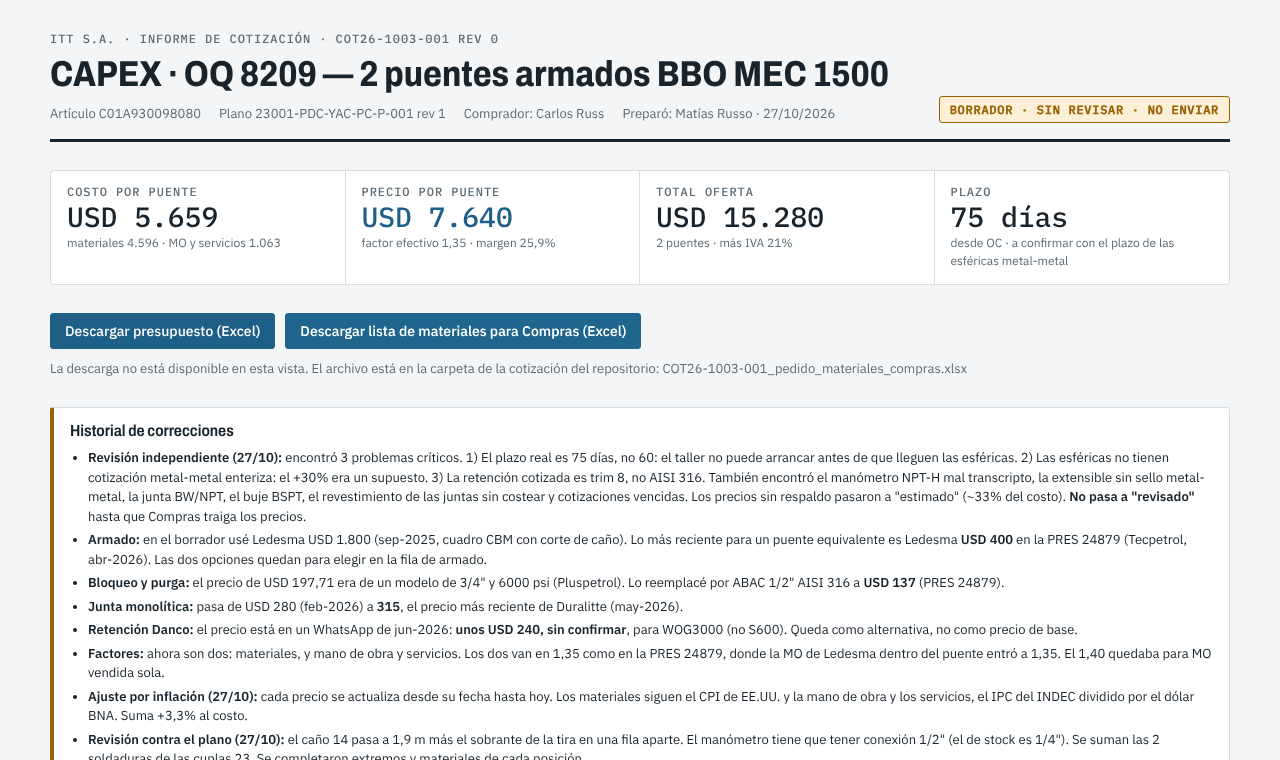 ITT S.A. · INFORME DE COTIZACIÓN · COT26-1003-001 REV 0
CAPEX · OQ 8209 — 2 puentes armados BBO MEC 1500
Artículo C01A930098080 Plano 23001-PDC-YAC-PC-P-001 rev 1 Comprador: Carlos Russ Preparó: Matías Russo · 27/10/2026
BORRADOR · SIN REVISAR · NO ENVIAR
COSTO POR PUENTE
USD 5.659
materiales 4.596 · MO y servicios 1.063
PRECIO POR PUENTE
USD 7.640
factor efectivo 1,35 · margen 25,9%
TOTAL OFERTA
USD 15.280
2 puentes · más IVA 21%
PLAZO
75 días
desde OC · a confirmar con el plazo de las
esféricas metal-metal
Descargar presupuesto (Excel)
Descargar lista de materiales para Compras (Excel)
La descarga no está disponible en esta vista. El archivo está en la carpeta de la cotización del repositorio: COT26-1003-001_pedido_materiales_compras.xlsx
Historial de correcciones
• Revisión independiente (27/10): encontró 3 problemas críticos. 1) El plazo real es 75 días, no 60: el taller no puede arrancar antes de que lleguen las esféricas. 2) Las esféricas no tienen
cotización metal-metal enteriza: el +30% era un supuesto. 3) La retención cotizada es trim 8, no AISI 316. También encontró el manómetro NPT-H mal transcripto, la extensible sin sello metal-
metal, la junta BW/NPT, el buje BSPT, el revestimiento de las juntas sin costear y cotizaciones vencidas. Los precios sin respaldo pasaron a "estimado" (~33% del costo). No pasa a "revisado"
hasta que Compras traiga los precios.
• Armado: en el borrador usé Ledesma USD 1.800 (sep-2025, cuadro CBM con corte de caño). Lo más reciente para un puente equivalente es Ledesma USD 400 en la PRES 24879 (Tecpetrol,
abr-2026). Las dos opciones quedan para elegir en la fila de armado.
• Bloqueo y purga: el precio de USD 197,71 era de un modelo de 3/4" y 6000 psi (Pluspetrol). Lo reemplacé por ABAC 1/2" AISI 316 a USD 137 (PRES 24879).
• Junta monolítica: pasa de USD 280 (feb-2026) a 315, el precio más reciente de Duralitte (may-2026).
• Retención Danco: el precio está en un WhatsApp de jun-2026: unos USD 240, sin confirmar, para WOG3000 (no S600). Queda como alternativa, no como precio de base.
• Factores: ahora son dos: materiales, y mano de obra y servicios. Los dos van en 1,35 como en la PRES 24879, donde la MO de Ledesma dentro del puente entró a 1,35. El 1,40 quedaba para MO
vendida sola.
• Ajuste por inflación (27/10): cada precio se actualiza desde su fecha hasta hoy. Los materiales siguen el CPI de EE.UU. y la mano de obra y los servicios, el IPC del INDEC dividido por el dólar
BNA. Suma +3,3% al costo.
• Revisión contra el plano (27/10): el caño 14 pasa a 1,9 m más el sobrante de la tira en una fila aparte. El manómetro tiene que tener conexión 1/2" (el de stock es 1/4"). Se suman las 2
soldaduras de las cuplas 23. Se completaron extremos y materiales de cada posición.